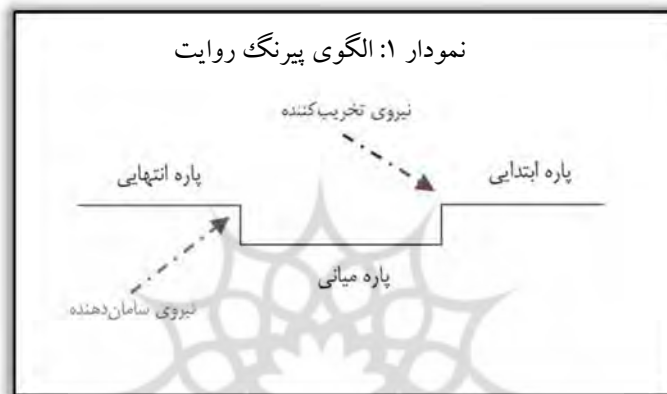 نمودار ۱: الگوی پیرنگ روایت
نیروی تخریب‌کننده
پاره ابتدایی
پاره انتهایی
پاره میانی
نیروی سامان‌دهنده